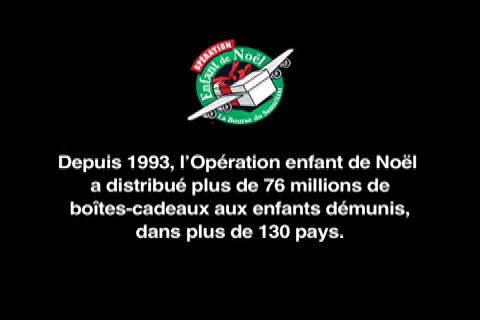 OPÉRATION
Enfant de Noël
La Bourse du Samaritain
Depuis 1993, l'Opération enfant de Noël
a distribué plus de 76 millions de
boîtes-cadeaux aux enfants démunis,
dans plus de 130 pays.